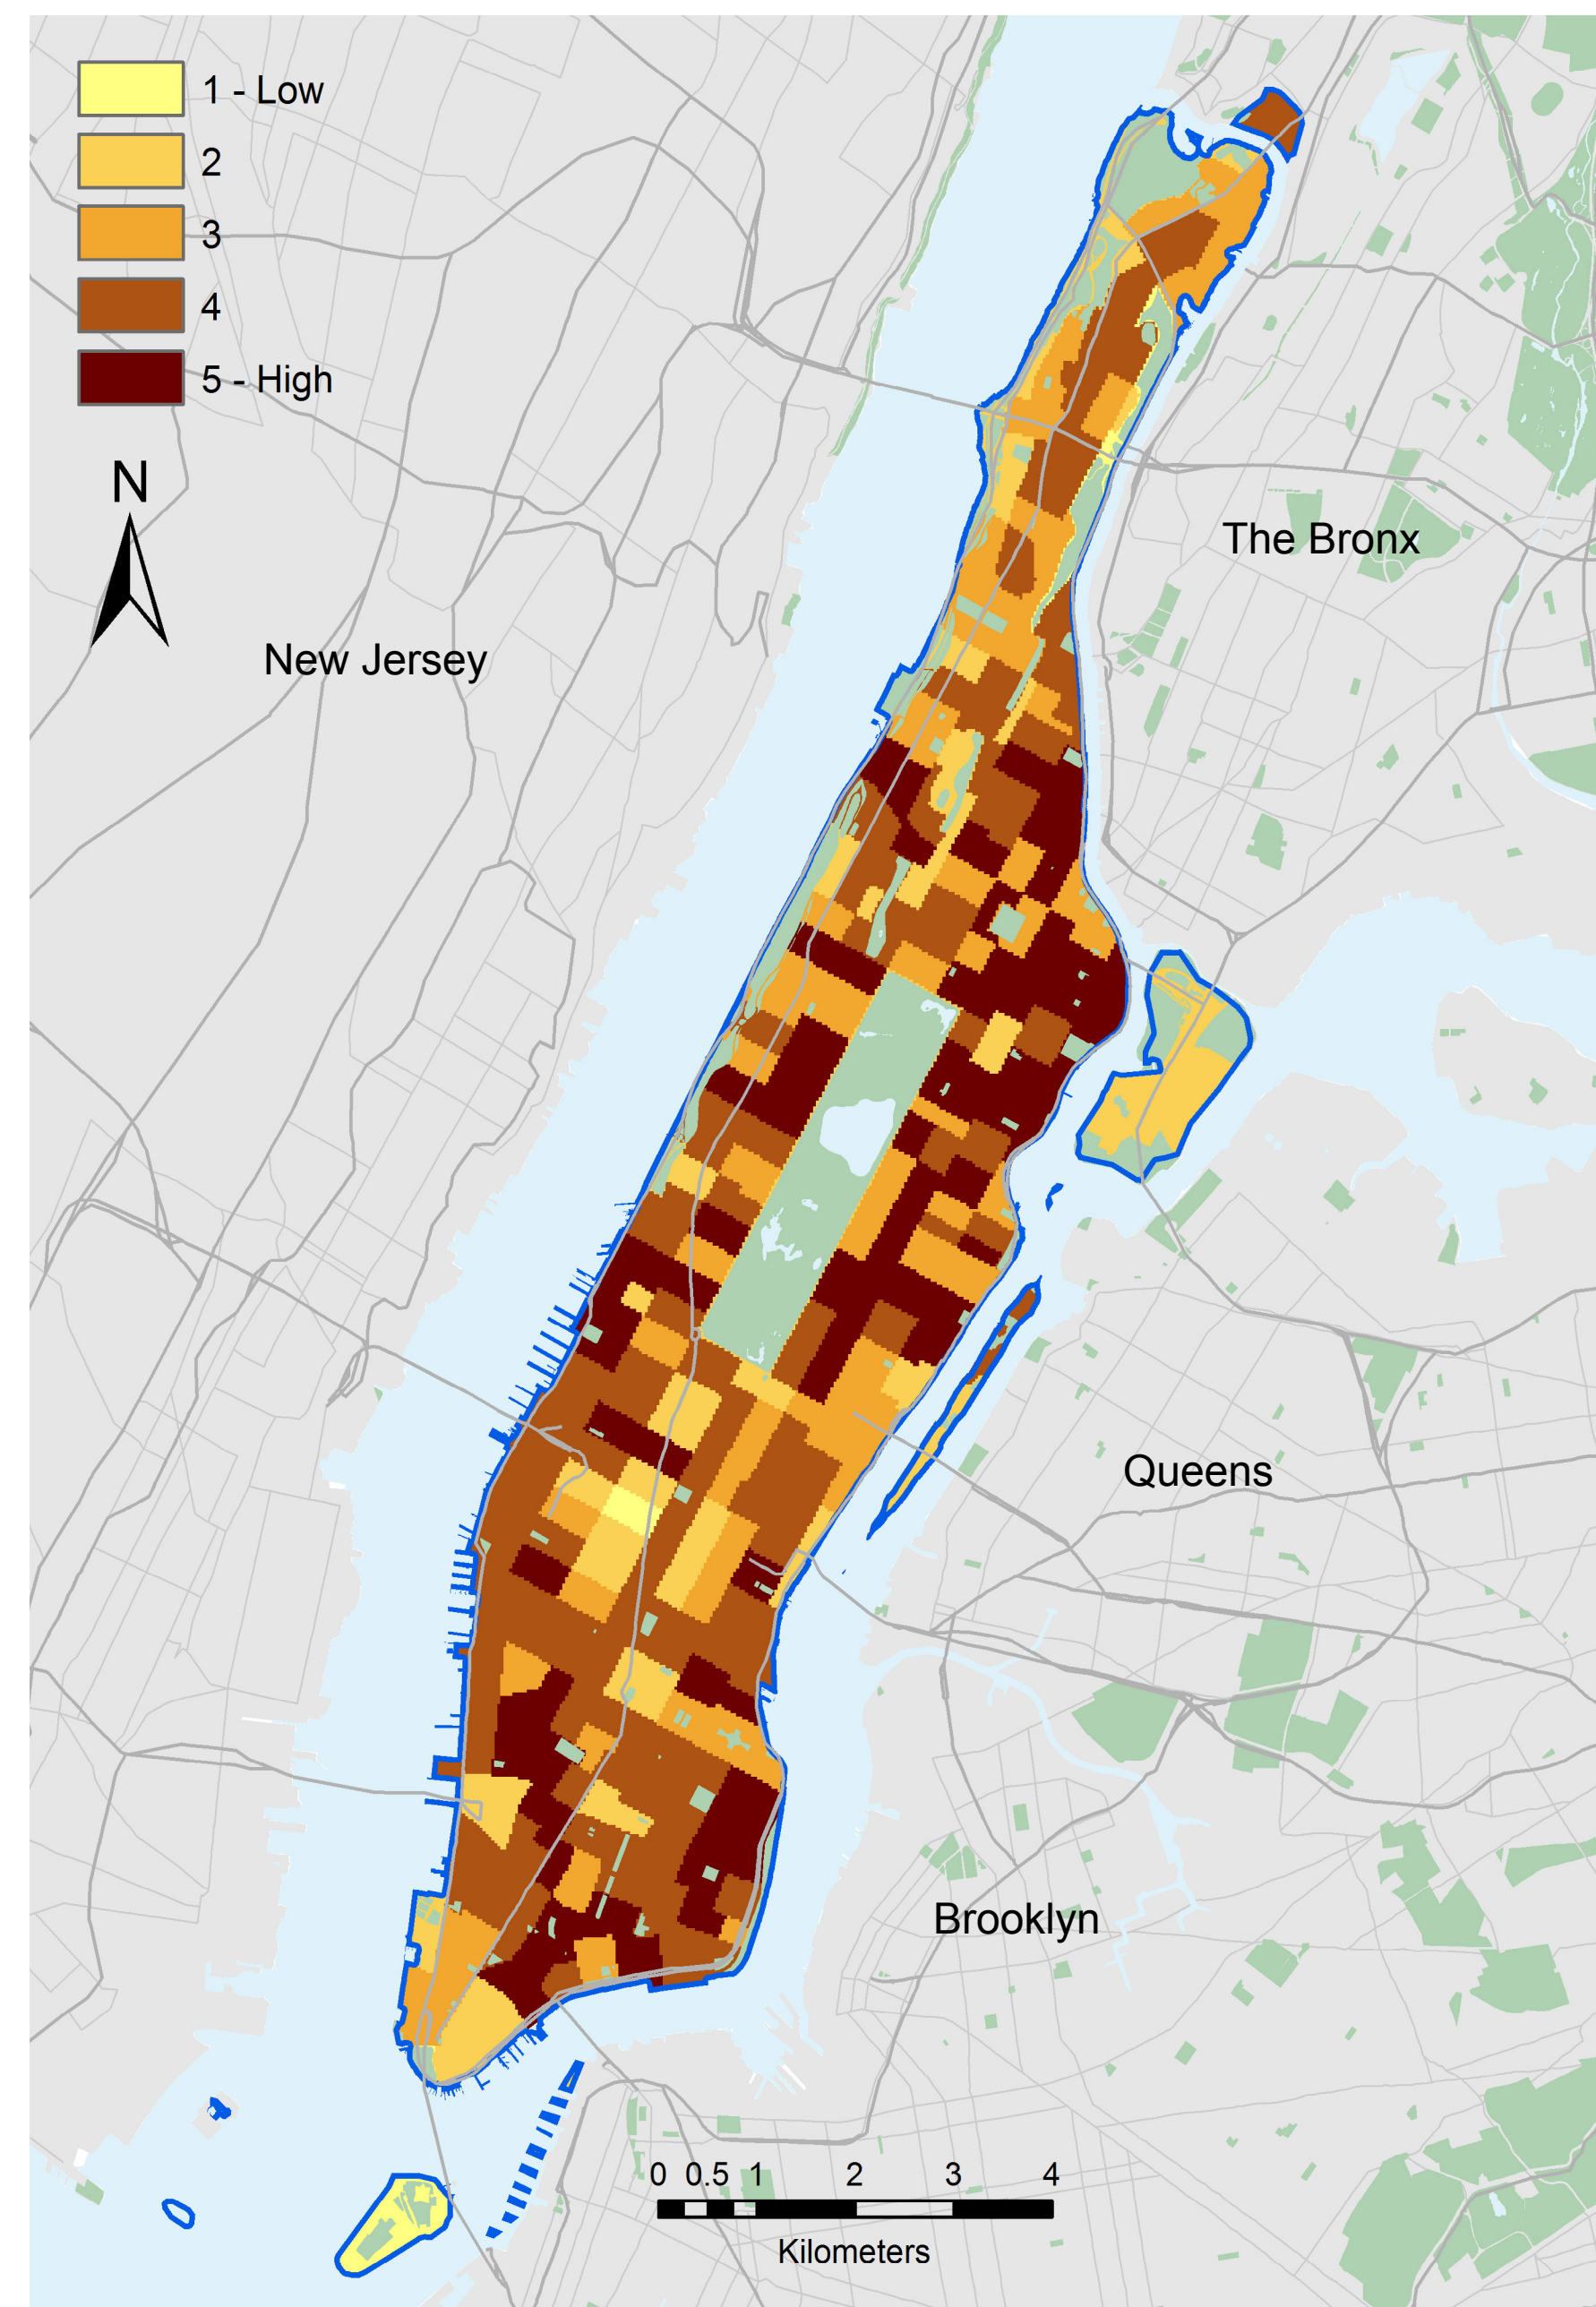 1 - Low
2
3
4
5 - High
N
The Bronx
New Jersey
Queens
Brooklyn
0 0.5 1 2 3 4
Kilometers